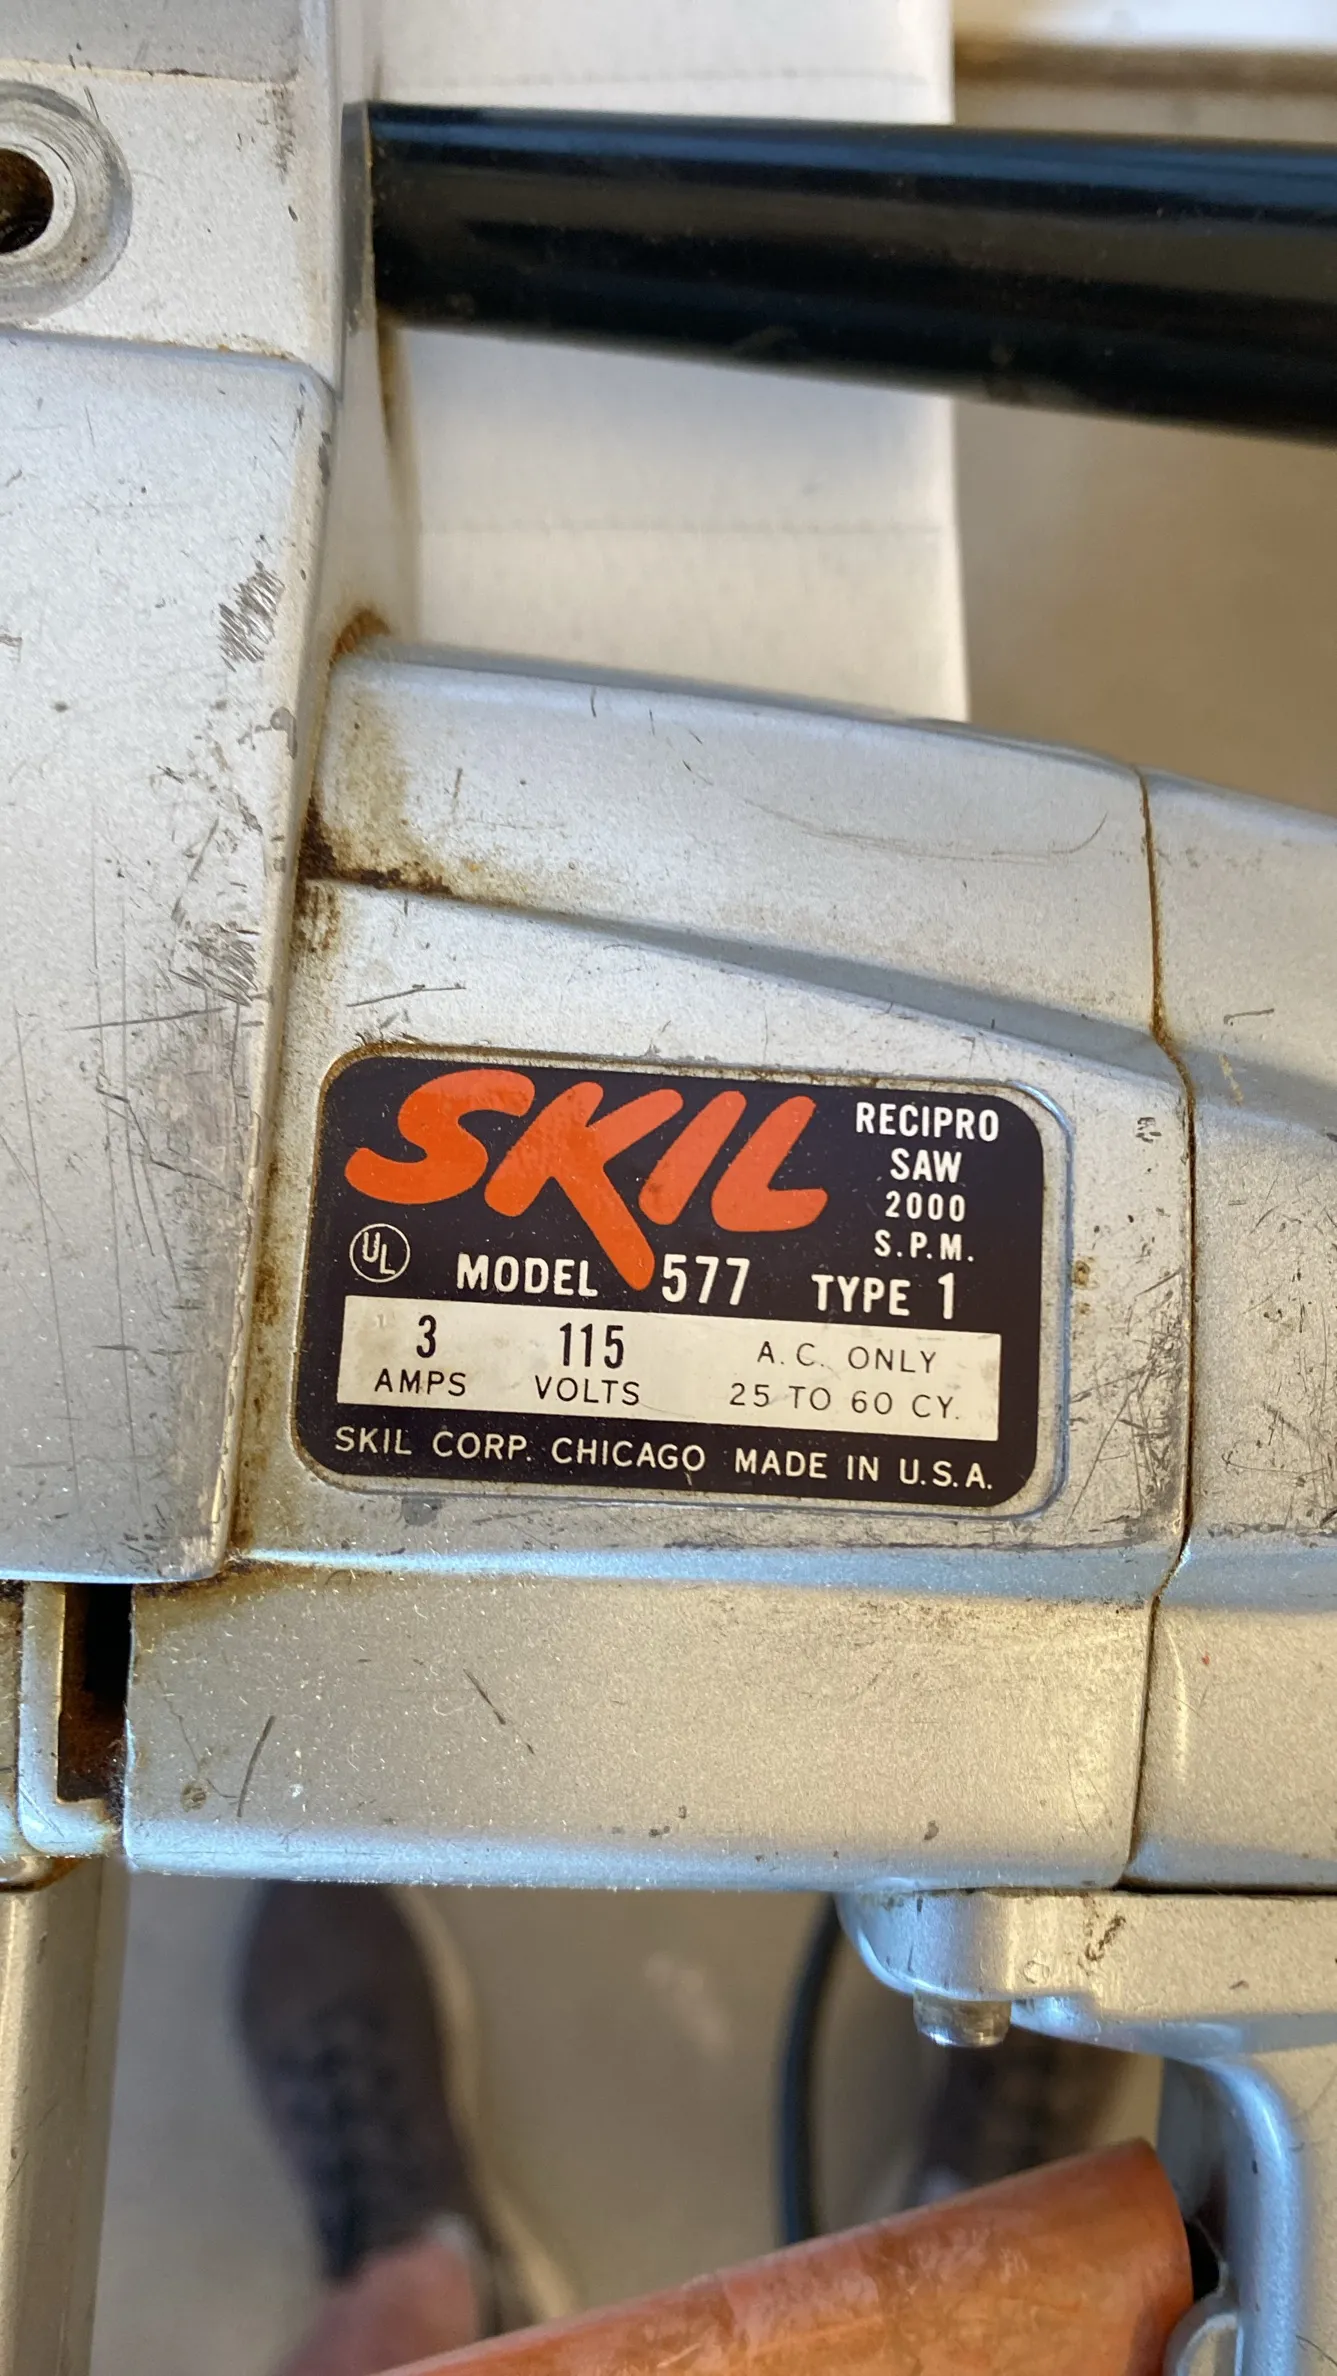 SKIL
RECIPRO
SAW
2000
S.P.M.
UL
MODEL 577 TYPE 1
3 115 A.C. ONLY
AMPS VOLTS 25 TO 60 CY.
SKIL CORP. CHICAGO MADE IN U.S.A.